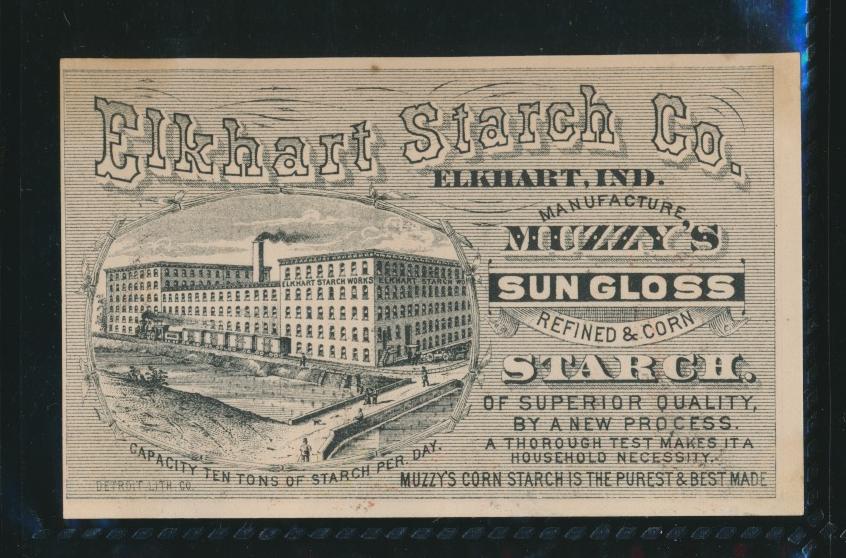 Elkhart Starch Co.
ELKHART, IND.
MANUFACTURE,
MUZZY'S
SUN GLOSS
REFINED & CORN
STARCH.
OF SUPERIOR QUALITY,
BY A NEW PROCESS.
A THOROUGH TEST MAKES IT A
HOUSEHOLD NECESSITY.
MUZZY'S CORN STARCH IS THE PUREST & BEST MADE
ELKHART STARCH WORKS
ELKHART STARCH WO
CAPACITY TEN TONS OF STARCH PER. DAY.
DETROIT LITH. CO.